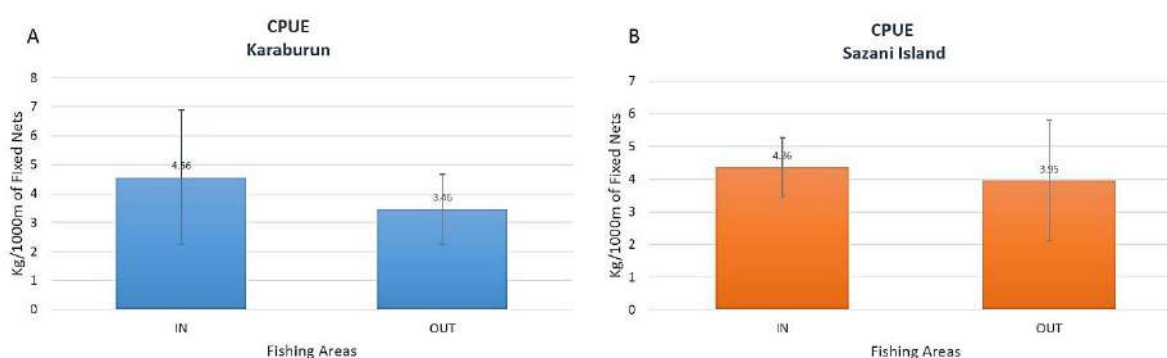 A
CPUE
Karaburun
Kg/1000m of Fixed Nets
8
7
6
5
4
3
2
1
0
4.56
3.46
IN
OUT
Fishing Areas
B
CPUE
Sazani Island
Kg/1000m of Fixed Nets
7
6
5
4
3
2
1
0
4.36
3.95
IN
OUT
Fishing Areas